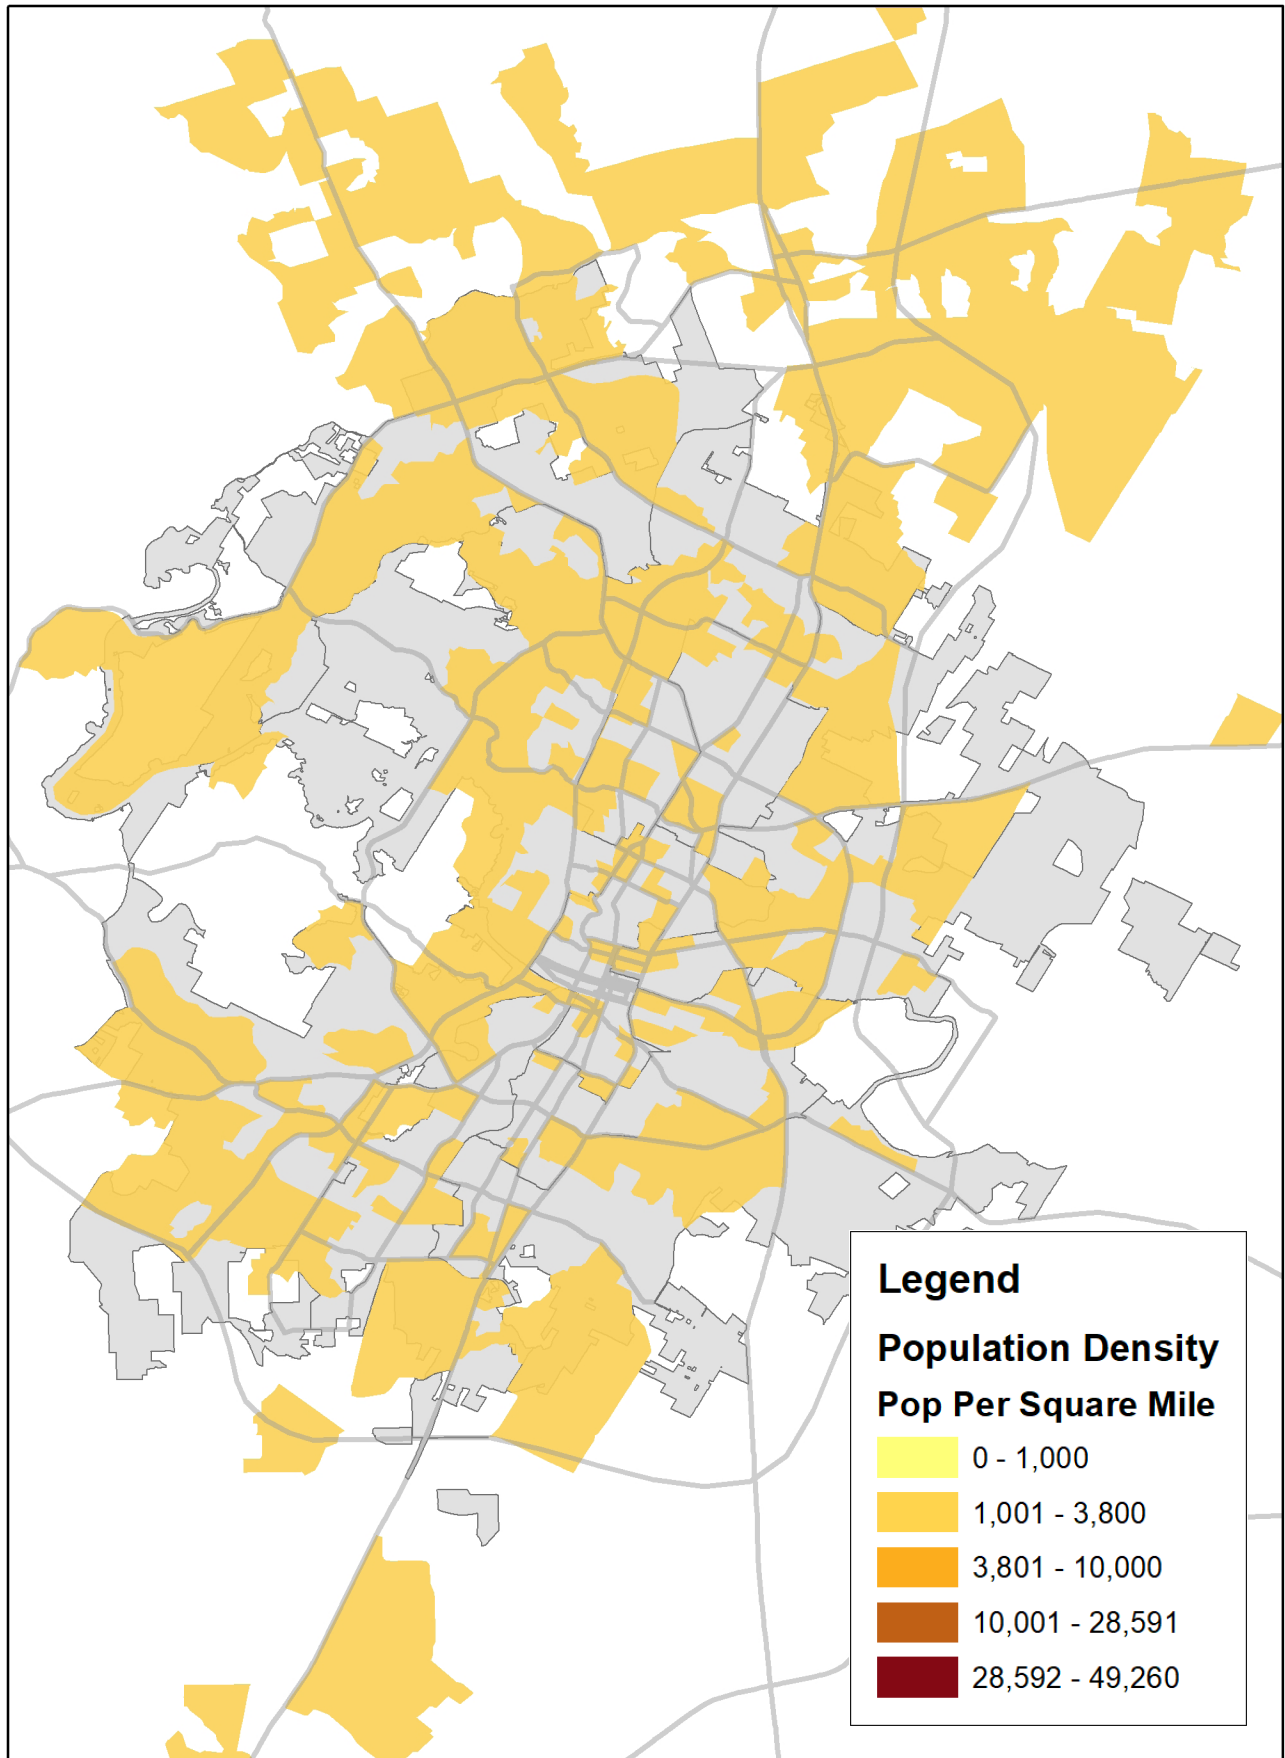 Legend
Population Density
Pop Per Square Mile
0 - 1,000
1,001 - 3,800
3,801 - 10,000
10,001 - 28,591
28,592 - 49,260